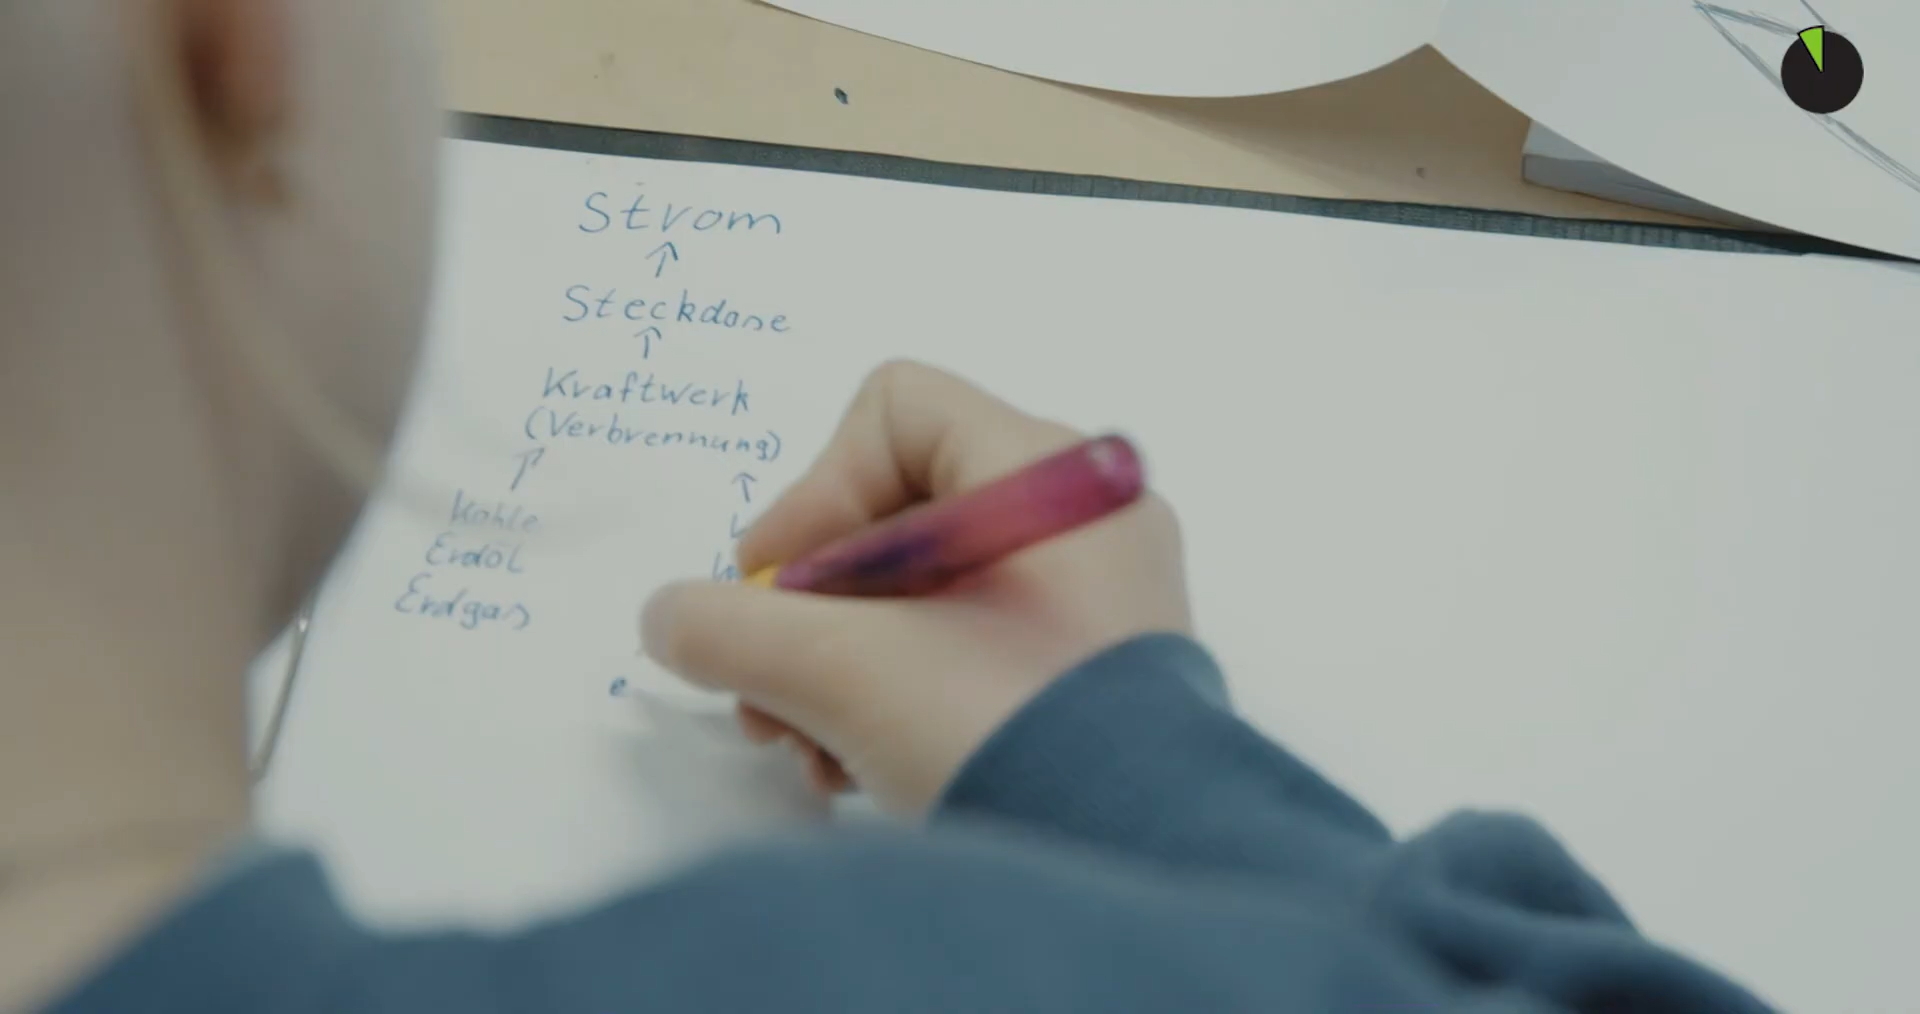 Strom
Steckdose
Kraftwerk
(Verbrennung)
Kohle
Erdöl
Erdgas